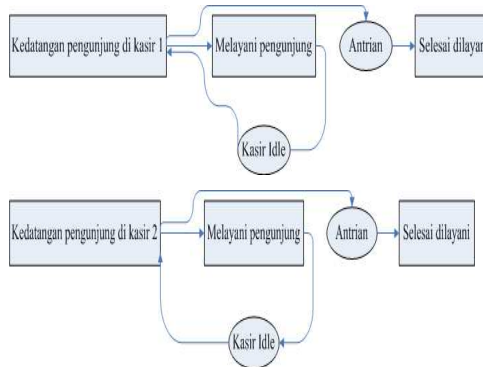 Kedatangan pengunjung di kasir 1
Melayani pengunjung
Antrian
Selesai dilayan
Kasir Idle
Kedatangan pengunjung di kasir 2
Melayani pengunjung
Antrian
Selesai dilayani
Kasir Idle